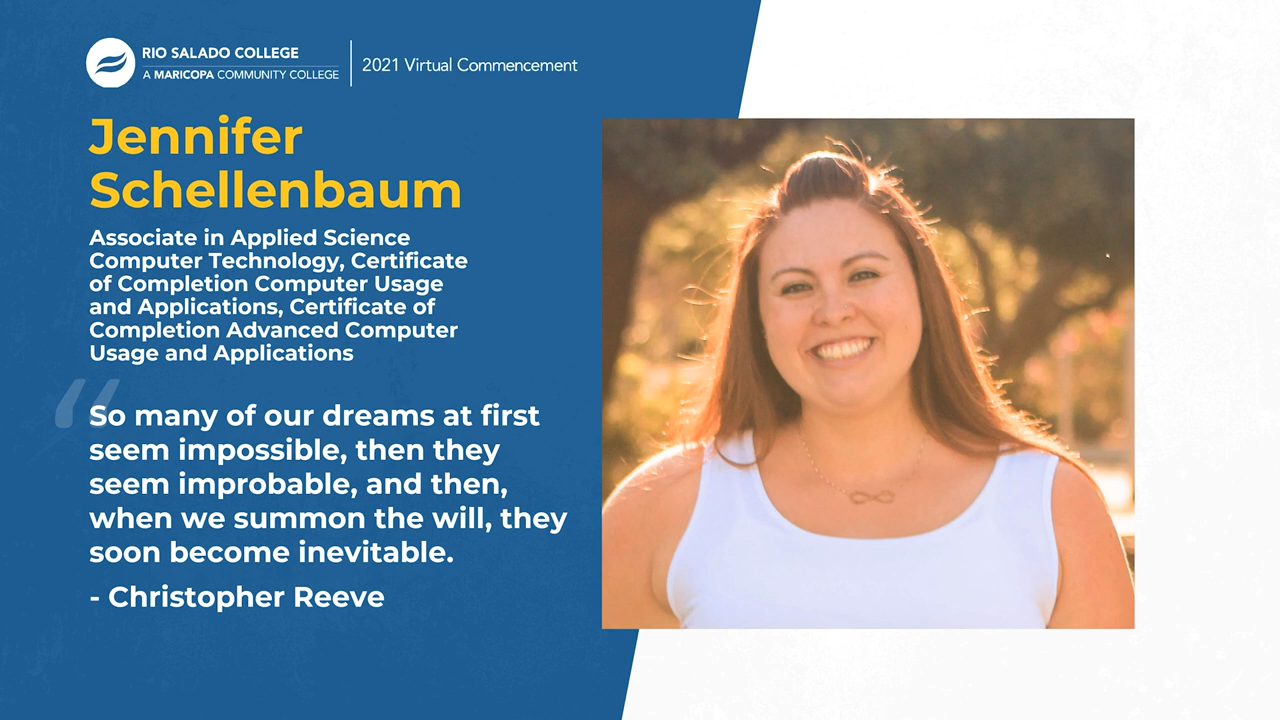 RIO SALADO COLLEGE
A MARICOPA COMMUNITY COLLEGE
2021 Virtual Commencement
Jennifer
Schellenbaum
Associate in Applied Science
Computer Technology, Certificate
of Completion Computer Usage
and Applications, Certificate of
Completion Advanced Computer
Usage and Applications
“
So many of our dreams at first
seem impossible, then they
seem improbable, and then,
when we summon the will, they
soon become inevitable.
- Christopher Reeve